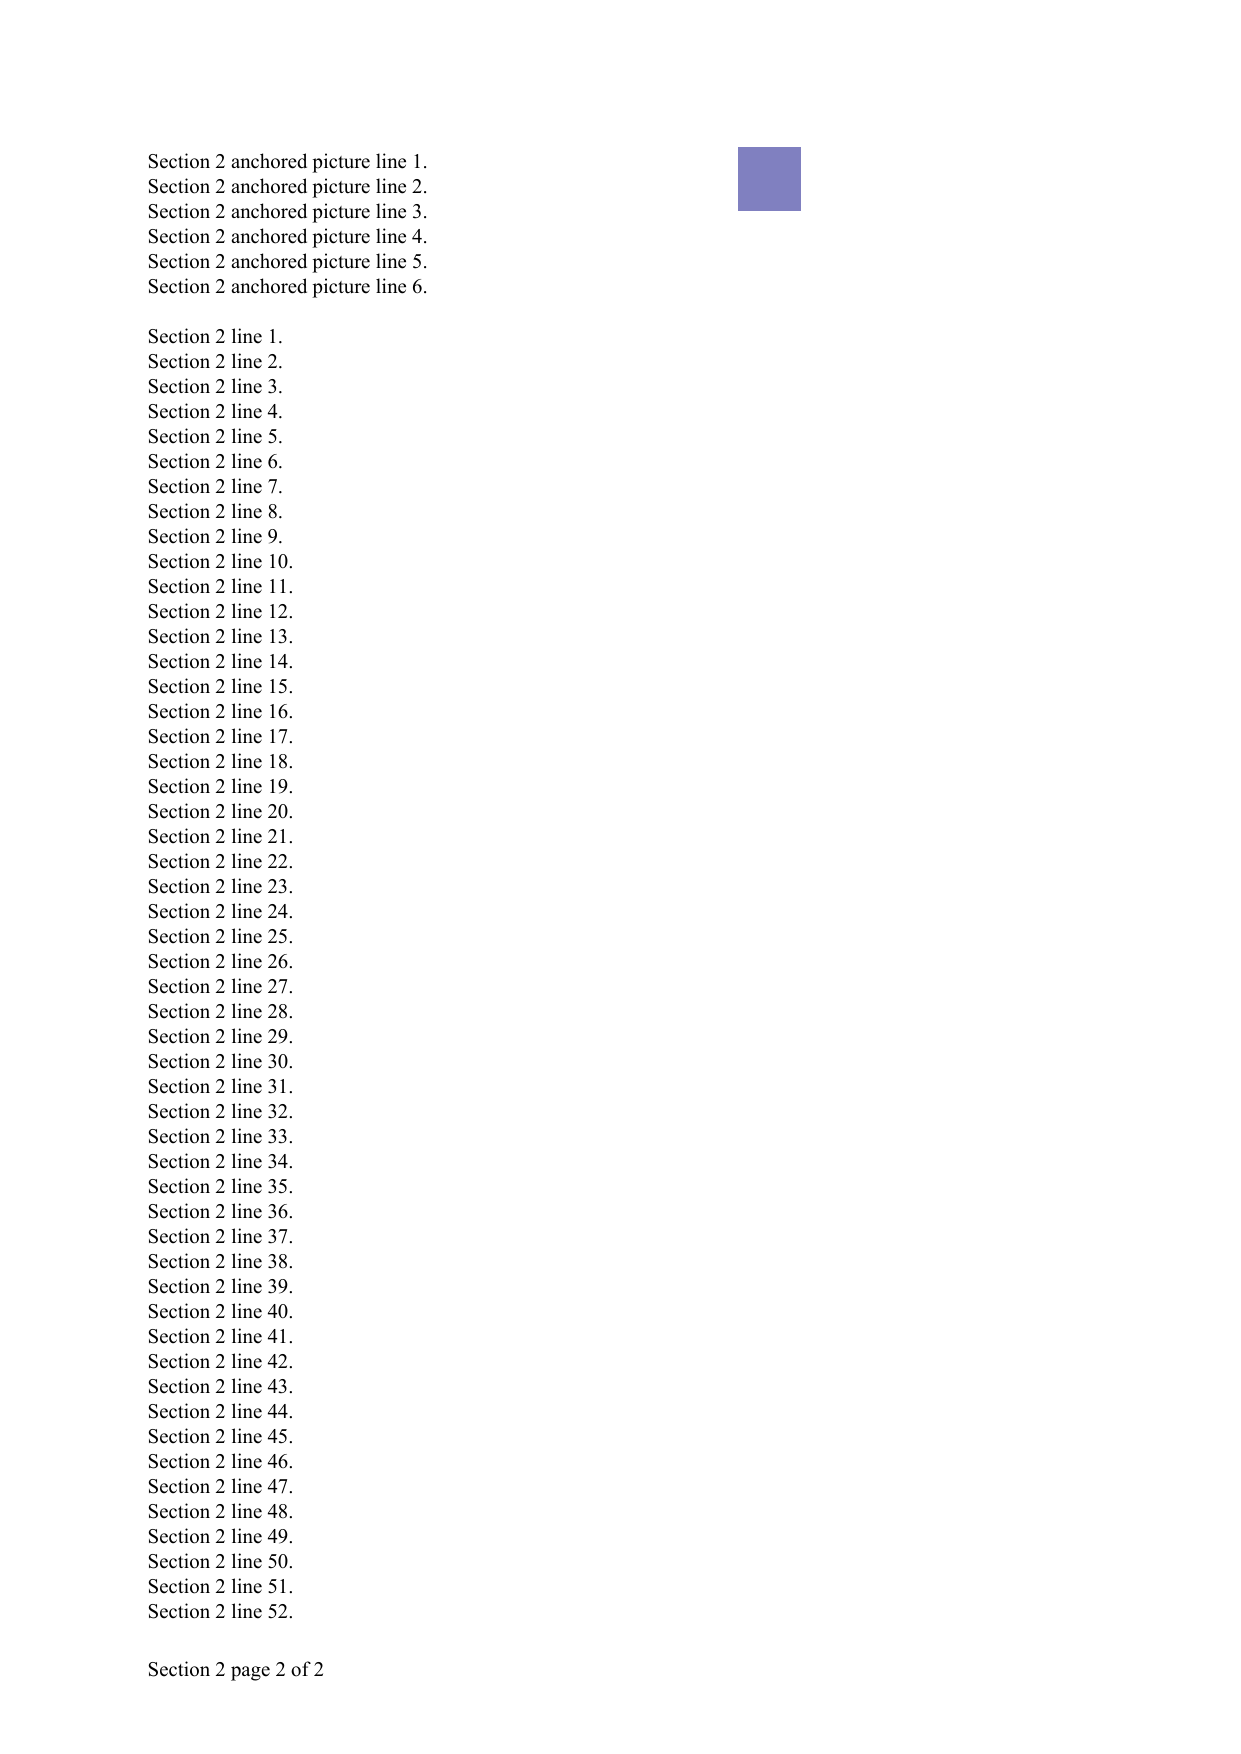 Section 2 anchored picture line 1.
Section 2 anchored picture line 2.
Section 2 anchored picture line 3.
Section 2 anchored picture line 4.
Section 2 anchored picture line 5.
Section 2 anchored picture line 6.
Section 2 line 1.
Section 2 line 2.
Section 2 line 3.
Section 2 line 4.
Section 2 line 5.
Section 2 line 6.
Section 2 line 7.
Section 2 line 8.
Section 2 line 9.
Section 2 line 10.
Section 2 line 11.
Section 2 line 12.
Section 2 line 13.
Section 2 line 14.
Section 2 line 15.
Section 2 line 16.
Section 2 line 17.
Section 2 line 18.
Section 2 line 19.
Section 2 line 20.
Section 2 line 21.
Section 2 line 22.
Section 2 line 23.
Section 2 line 24.
Section 2 line 25.
Section 2 line 26.
Section 2 line 27.
Section 2 line 28.
Section 2 line 29.
Section 2 line 30.
Section 2 line 31.
Section 2 line 32.
Section 2 line 33.
Section 2 line 34.
Section 2 line 35.
Section 2 line 36.
Section 2 line 37.
Section 2 line 38.
Section 2 line 39.
Section 2 line 40.
Section 2 line 41.
Section 2 line 42.
Section 2 line 43.
Section 2 line 44.
Section 2 line 45.
Section 2 line 46.
Section 2 line 47.
Section 2 line 48.
Section 2 line 49.
Section 2 line 50.
Section 2 line 51.
Section 2 line 52.
Section 2 page 2 of 2